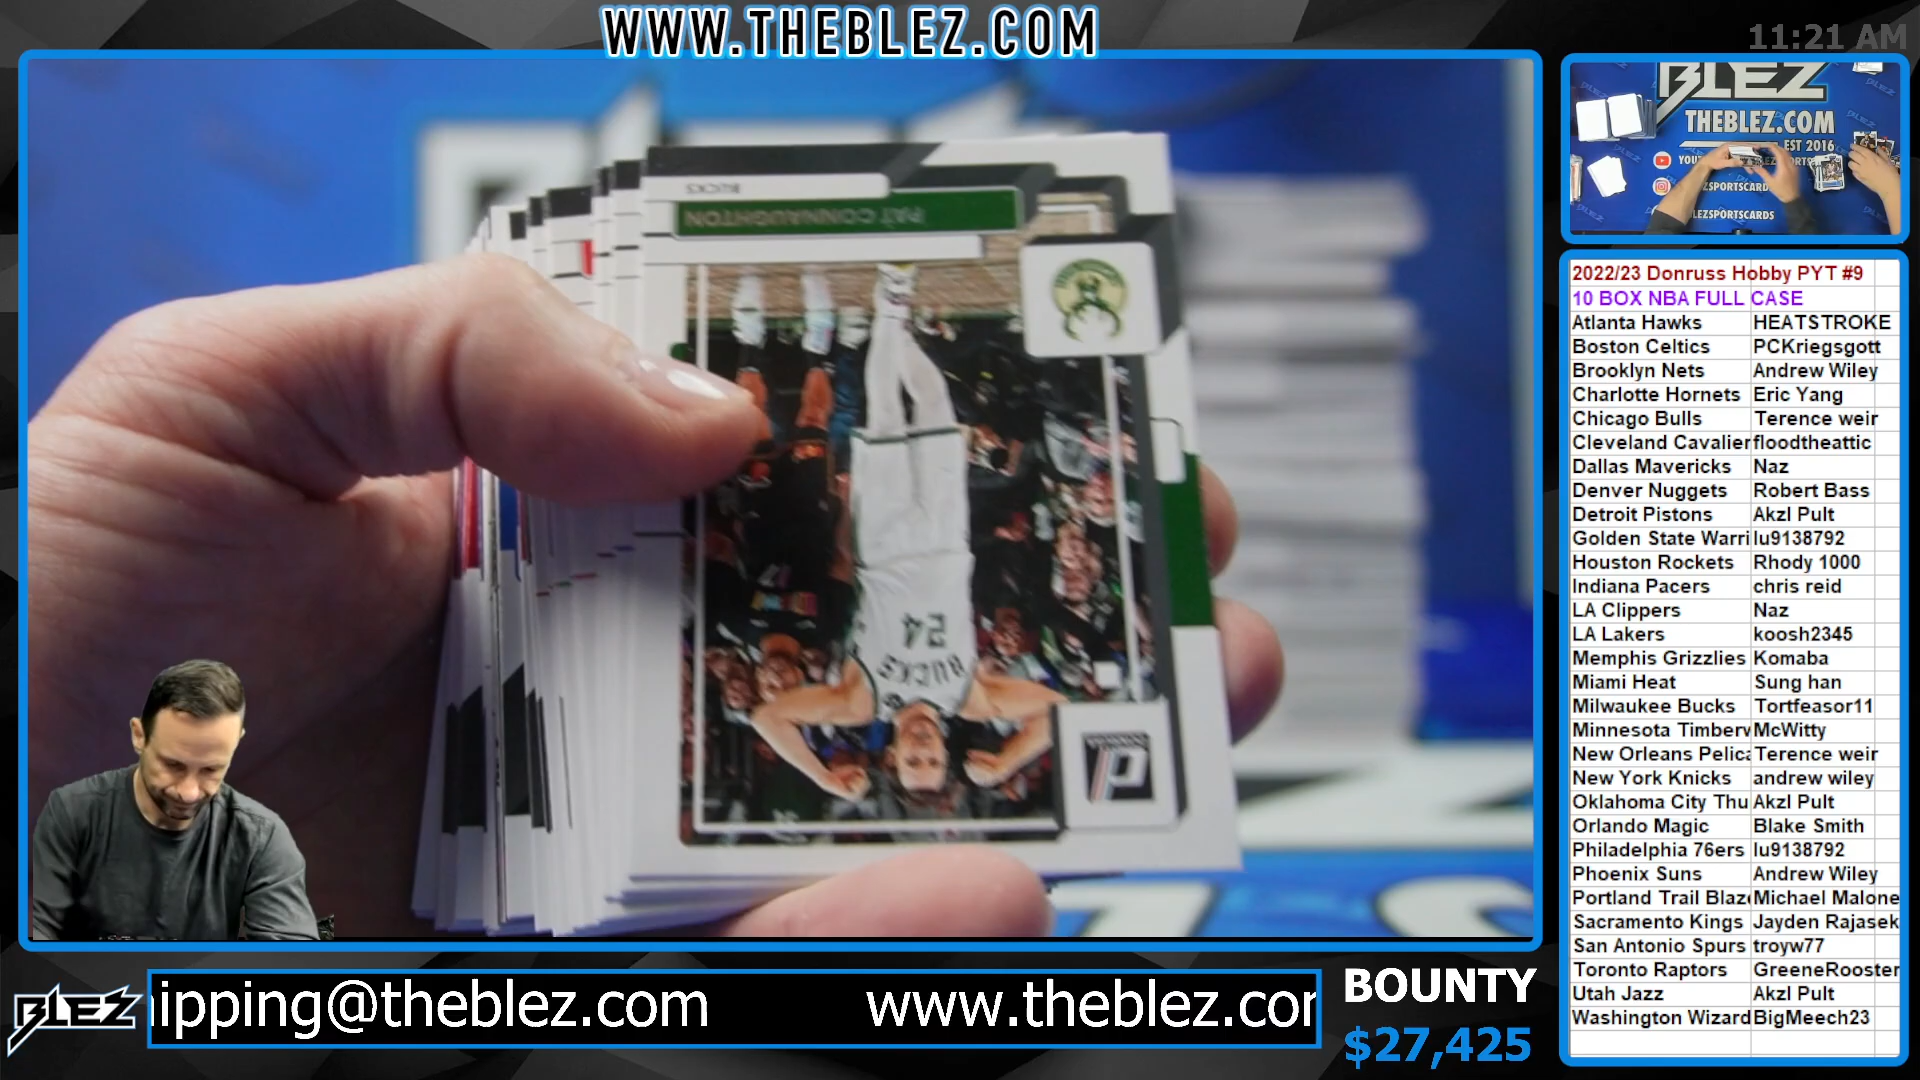 WWW.THEBLEZ.COM
11:21 AM
BUCKS
PAT CONNAUGHTON
24
BUCKS
BLEZ
THEBLEZ.COM
EST 2016
ZSPORTSCARD
LEZSPORTSCARDS
2022/23 Donruss Hobby PYT #9
10 BOX NBA FULL CASE
Atlanta Hawks HEATSTROKE
Boston Celtics PCKriegsgott
Brooklyn Nets Andrew Wiley
Charlotte Hornets Eric Yang
Chicago Bulls Terence weir
Cleveland Cavalier floodtheattic
Dallas Mavericks Naz
Denver Nuggets Robert Bass
Detroit Pistons Akzl Pult
Golden State Warri lu9138792
Houston Rockets Rhody 1000
Indiana Pacers chris reid
LA Clippers Naz
LA Lakers koosh2345
Memphis Grizzlies Komaba
Miami Heat Sung han
Milwaukee Bucks Tortfeasor11
Minnesota Timberv McWitty
New Orleans Pelica Terence weir
New York Knicks andrew wiley
Oklahoma City Thu Akzl Pult
Orlando Magic Blake Smith
Philadelphia 76ers lu9138792
Phoenix Suns Andrew Wiley
Portland Trail Blaze Michael Malone
Sacramento Kings Jayden Rajasek
San Antonio Spurs troyw77
Toronto Raptors GreeneRooster
Utah Jazz Akzl Pult
Washington Wizard BigMeech23
BLEZ
hipping@theblez.com www.theblez.cor
BOUNTY
$27,425